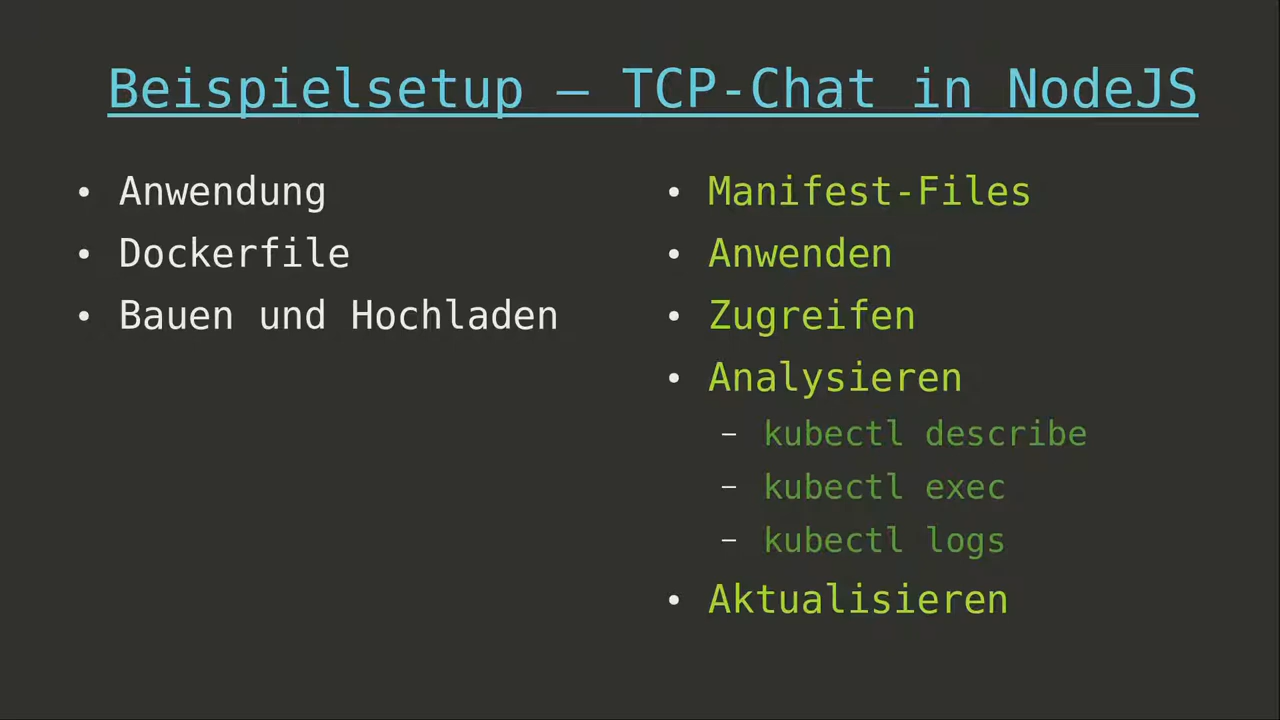 Beispielsetup – TCP-Chat in NodeJS
• Anwendung
• Dockerfile
• Bauen und Hochladen
• Manifest-Files
• Anwenden
• Zugreifen
• Analysieren
– kubectl describe
– kubectl exec
– kubectl logs
• Aktualisieren